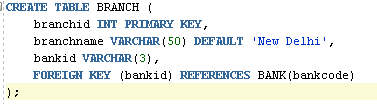 CREATE TABLE BRANCH (
branchid INT PRIMARY KEY,
branchname VARCHAR(50) DEFAULT 'New Delhi',
bankid VARCHAR(3),
FOREIGN KEY (bankid) REFERENCES BANK(bankcode)
);